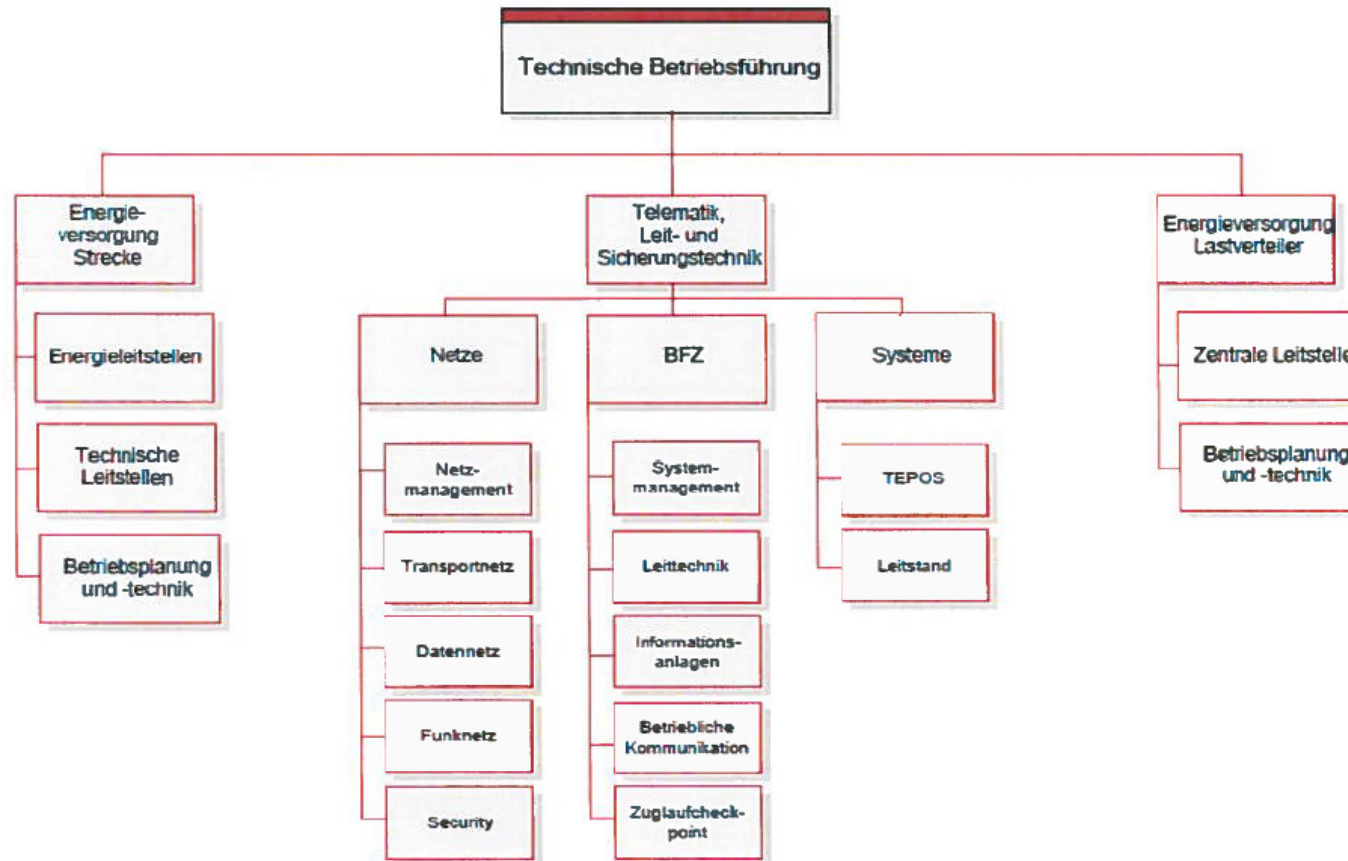 Technische Betriebsführung
Energie-
versorgung
Strecke
Energieleitstellen
Technische
Leitstellen
Betriebsplanung
und -technik
Telematik,
Leit- und
Sicherungstechnik
Netze
Netz-
management
Transportnetz
Datennetz
Funknetz
Security
BFZ
System-
management
Leittechnik
Informations-
anlagen
Betriebliche
Kommunikation
Zuglaufcheck-
point
Systeme
TEPOS
Leitstand
Energieversorgung
Lastverteiler
Zentrale Leitstelle
Betriebsplanung
und -technik